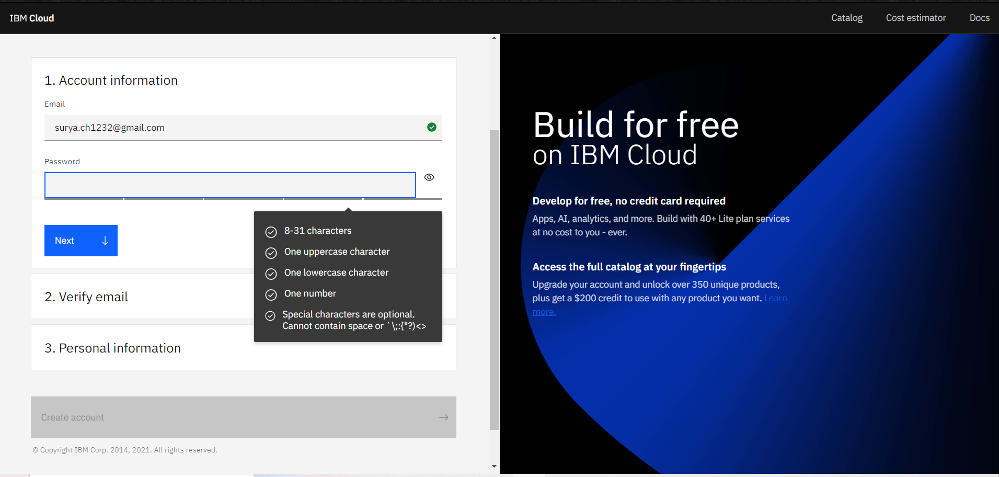 IBM Cloud
Catalog
Cost estimator
Docs
1. Account information
Email
surya.ch1232@gmail.com
Password
Next
8-31 characters
One uppercase character
One lowercase character
One number
Special characters are optional.
Cannot contain space or `\;:{"?)<>
2. Verify email
3. Personal information
Create account
© Copyright IBM Corp. 2014, 2021. All rights reserved.
Build for free
on IBM Cloud
Develop for free, no credit card required
Apps, AI, analytics, and more. Build with 40+ Lite plan services
at no cost to you - ever.
Access the full catalog at your fingertips
Upgrade your account and unlock over 350 unique products,
plus get a $200 credit to use with any product you want. Learn
more.